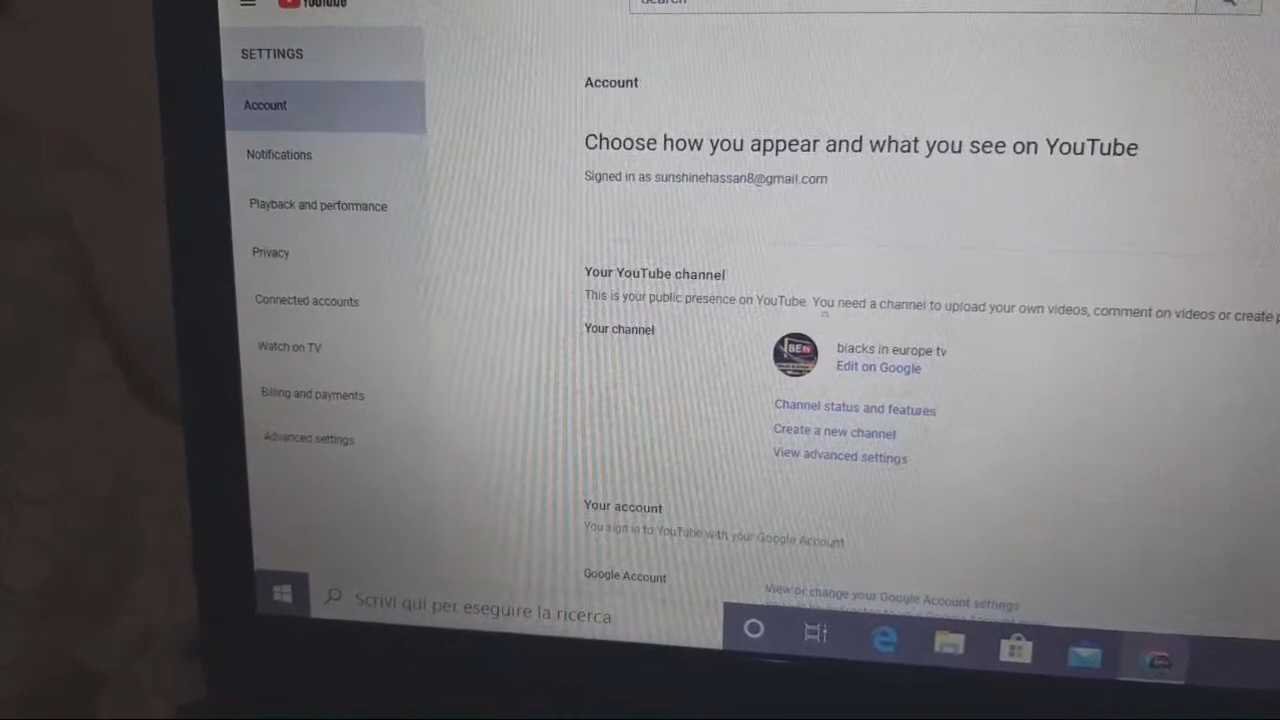 YouTube
Search
SETTINGS
Account
Notifications
Playback and performance
Privacy
Connected accounts
Watch on TV
Billing and payments
Advanced settings
Account
Choose how you appear and what you see on YouTube
Signed in as sunshinehassan8@gmail.com
Your YouTube channel
This is your public presence on YouTube. You need a channel to upload your own videos, comment on videos or create
Your channel
BE TV
blacks in europe tv
Edit on Google
Channel status and features
Create a new channel
View advanced settings
Your account
You sign in to YouTube with your Google Account
Google Account
View or change your Google Account settings
Scrivi qui per eseguire la ricerca